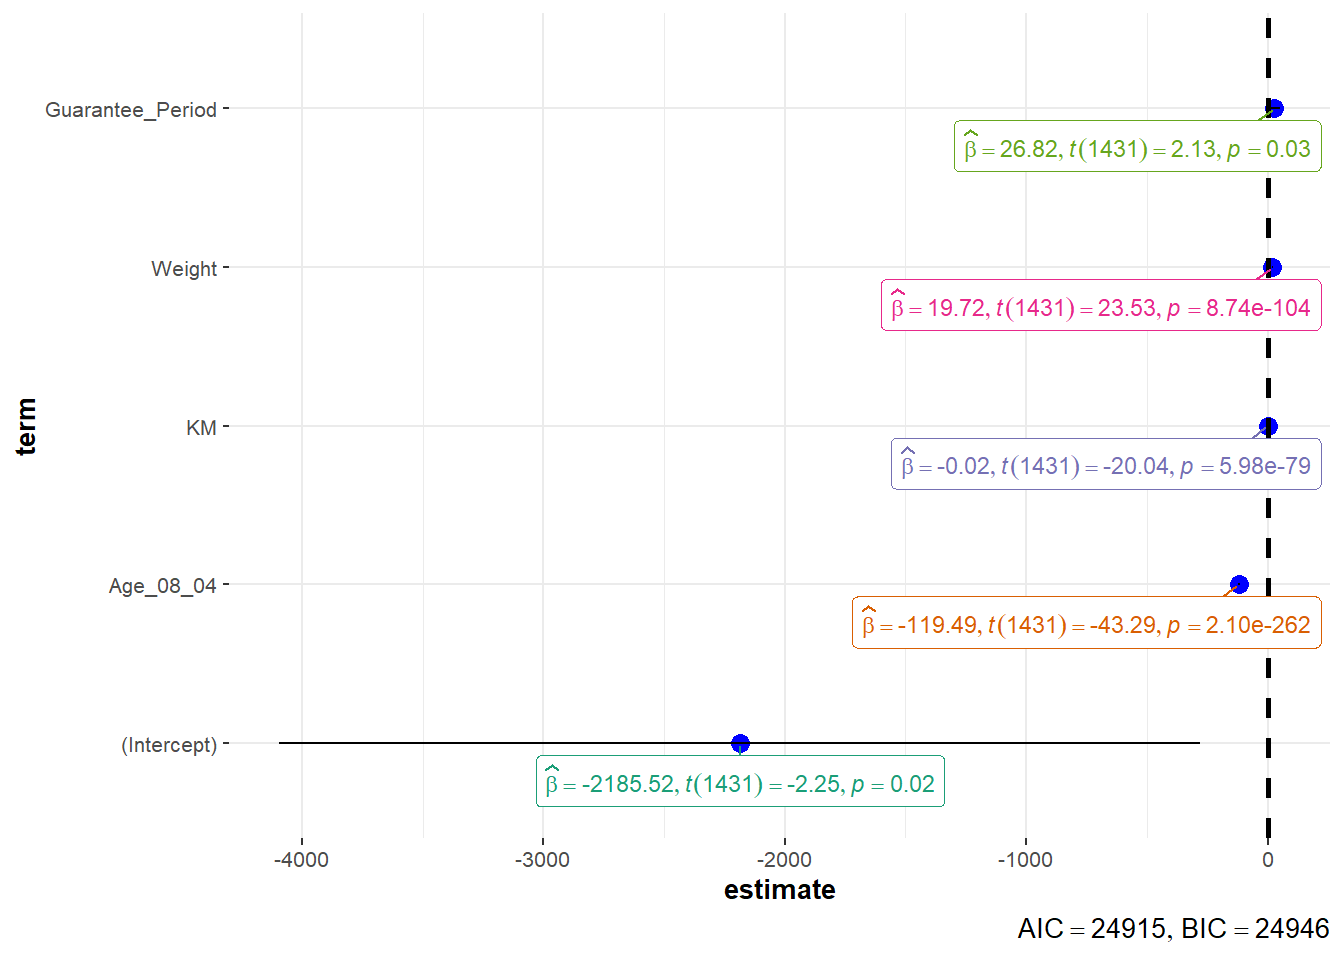 Guarantee_Period
β̂ = 26.82, t(1431) = 2.13, p = 0.03
Weight
β̂ = 19.72, t(1431) = 23.53, p = 8.74e-104
term
KM
β̂ = -0.02, t(1431) = -20.04, p = 5.98e-79
Age_08_04
β̂ = -119.49, t(1431) = -43.29, p = 2.10e-262
(Intercept)
β̂ = -2185.52, t(1431) = -2.25, p = 0.02
-4000 -3000 -2000 -1000 0
estimate
AIC = 24915, BIC = 24946